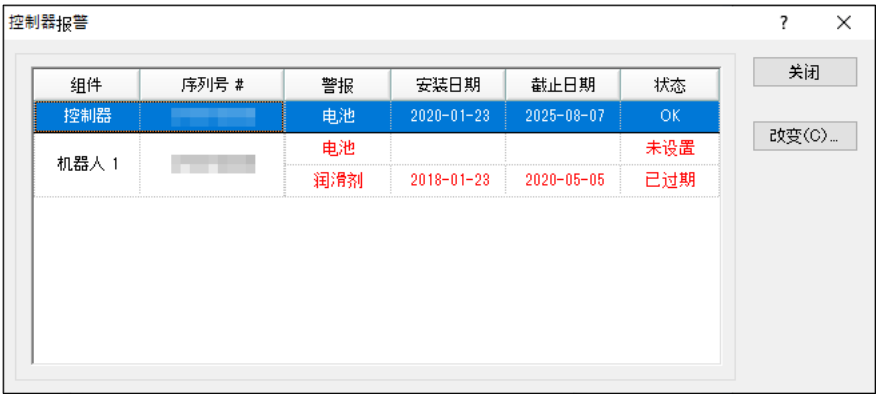 控制器报警 ?
关闭
改变(C)...
组件 序列号 # 警报 安装日期 截止日期 状态
控制器 电池 2020-01-23 2025-08-07 OK
机器人 1 电池 未设置
润滑剂 2018-01-23 2020-05-05 已过期